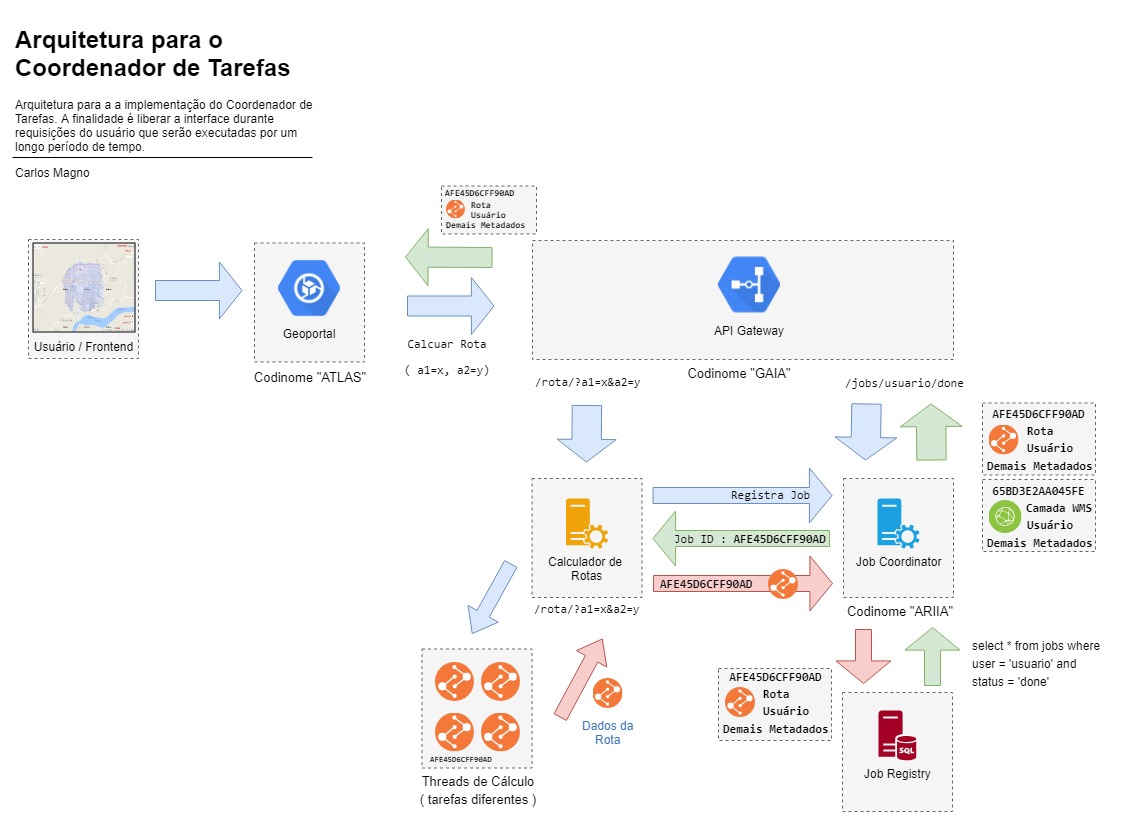 Arquitetura para o
Coordenador de Tarefas
Arquitetura para a a implementação do Coordenador de
Tarefas. A finalidade é liberar a interface durante
requisições do usuário que serão executadas por um
longo período de tempo.
Carlos Magno
AFE45D6CFF90AD
Rota
Usuário
Demais Metadados
Usuário / Frontend
Geoportal
Codinome "ATLAS"
Calcuar Rota
( a1=x, a2=y)
API Gateway
Codinome "GAIA"
/rota/?a1=x&a2=y
/jobs/usuario/done
AFE45D6CFF90AD
Rota
Usuário
Demais Metadados
65BD3E2AA045FE
Camada WMS
Usuário
Demais Metadados
Calculador de
Rotas
/rota/?a1=x&a2=y
Registra Job
Job ID : AFE45D6CFF90AD
AFE45D6CFF90AD
Job Coordinator
Codinome "ARIIA"
select * from jobs where
user = 'usuario' and
status = 'done'
AFE45D6CFF90AD
Threads de Cálculo
( tarefas diferentes )
Dados da
Rota
AFE45D6CFF90AD
Rota
Usuário
Demais Metadados
SQL
Job Registry